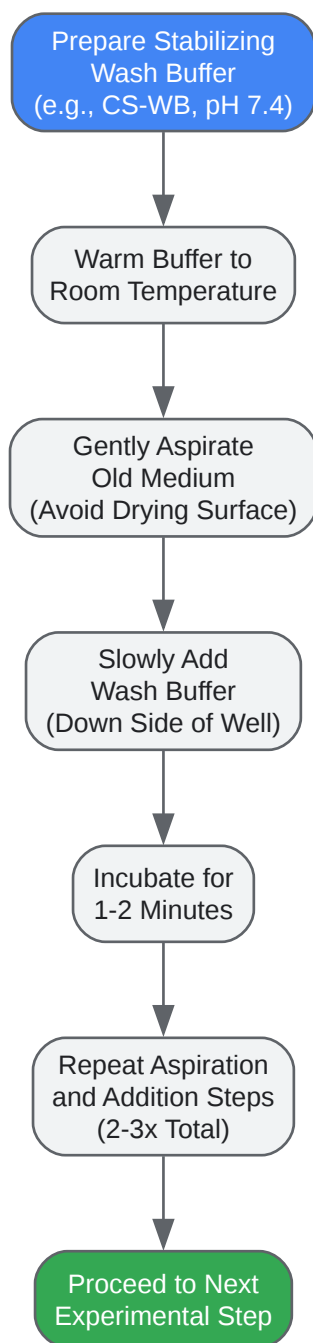 Prepare Stabilizing
Wash Buffer
(e.g., CS-WB, pH 7.4)
Warm Buffer to
Room Temperature
Gently Aspirate
Old Medium
(Avoid Drying Surface)
Slowly Add
Wash Buffer
(Down Side of Well)
Incubate for
1-2 Minutes
Repeat Aspiration
and Addition Steps
(2-3x Total)
Proceed to Next
Experimental Step